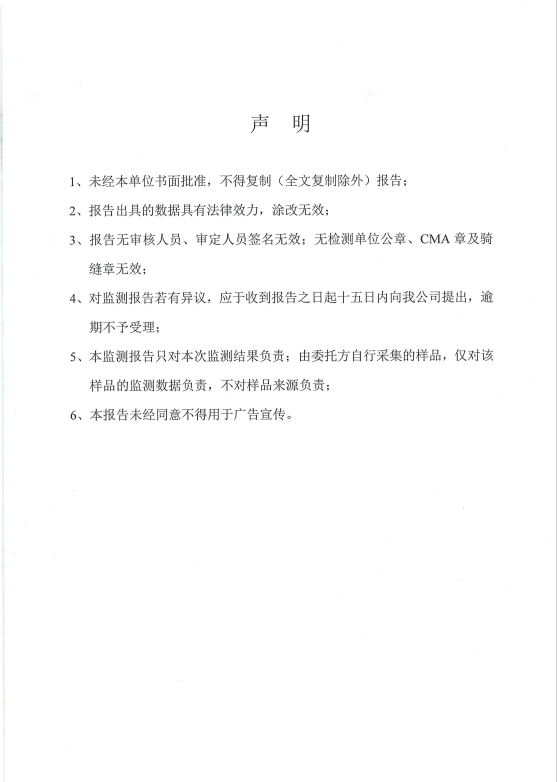 声 明
1、未经本单位书面批准，不得复制（全文复制除外）报告；
2、报告出具的数据具有法律效力，涂改无效；
3、报告无审核人员、审定人员签名无效；无检测单位公章、CMA 章及骑
缝章无效；
4、对监测报告若有异议，应于收到报告之日起十五日内向我公司提出，逾
期不予受理；
5、本监测报告只对本次监测结果负责；由委托方自行采集的样品，仅对该
样品的监测数据负责，不对样品来源负责；
6、本报告未经同意不得用于广告宣传。